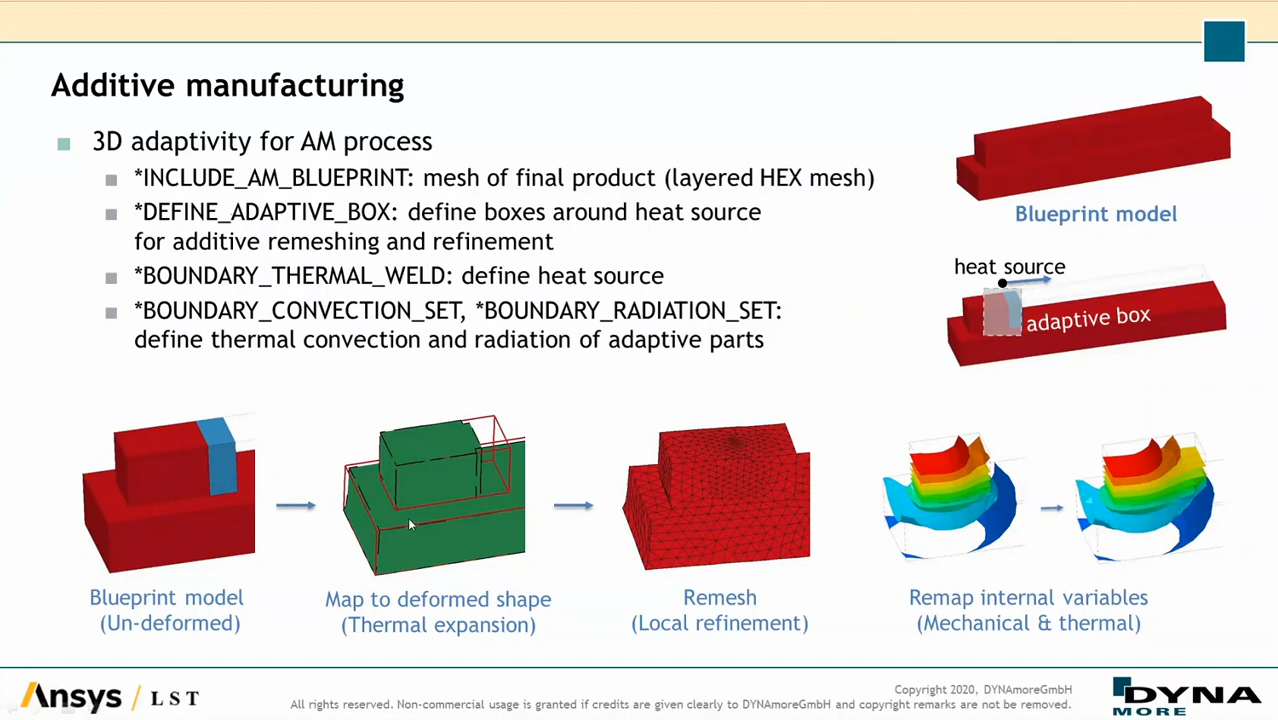 Additive manufacturing
3D adaptivity for AM process
*INCLUDE_AM_BLUEPRINT: mesh of final product (layered HEX mesh)
*DEFINE_ADAPTIVE_BOX: define boxes around heat source
for additive remeshing and refinement
*BOUNDARY_THERMAL_WELD: define heat source
*BOUNDARY_CONVECTION_SET, *BOUNDARY_RADIATION_SET:
define thermal convection and radiation of adaptive parts
Blueprint model
heat source
adaptive box
Blueprint model
(Un-deformed)
Map to deformed shape
(Thermal expansion)
Remesh
(Local refinement)
Remap internal variables
(Mechanical & thermal)
Ansys / LST
Copyright 2020, DYNAmoreGmbH
All rights reserved. Non-commercial usage is granted if credits are given clearly to DYNAmoreGmbH and copyright remarks are not be removed.
DYNA
MORE